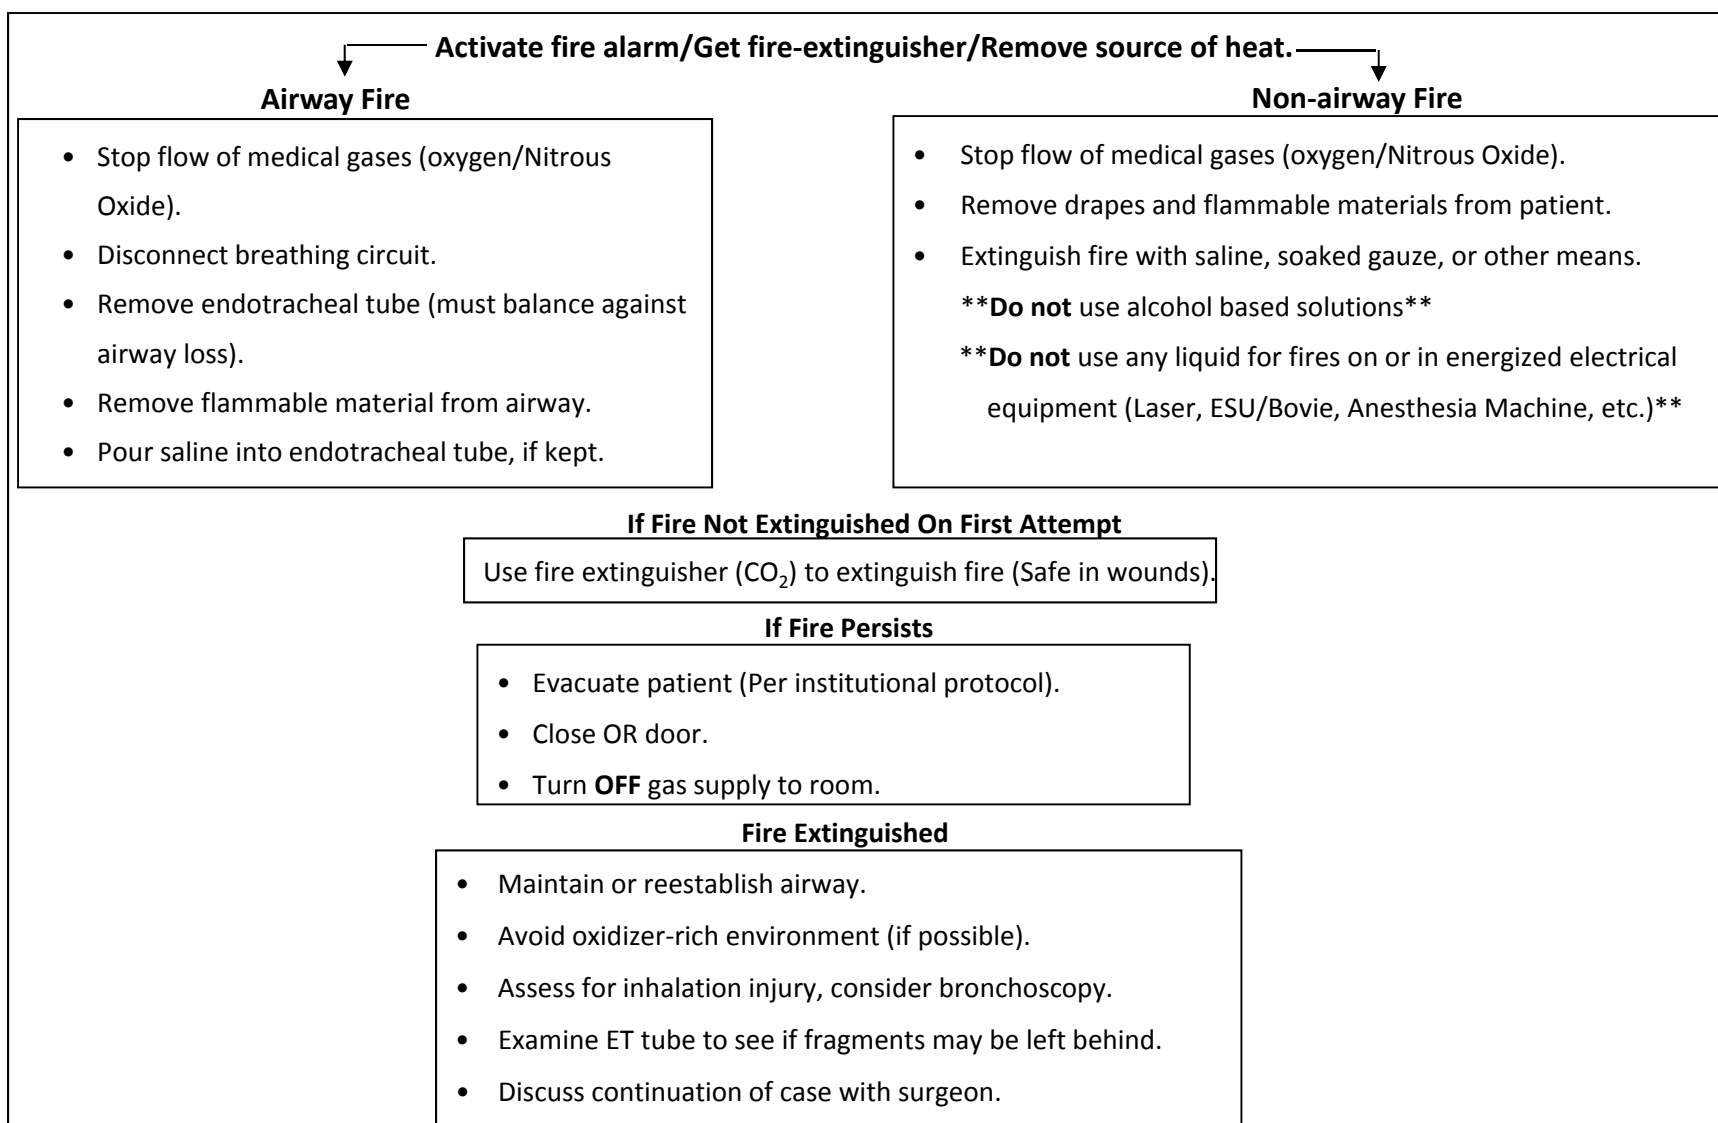 Activate fire alarm/Get fire-extinguisher/Remove source of heat.
Airway Fire
• Stop flow of medical gases (oxygen/Nitrous
Oxide).
• Disconnect breathing circuit.
• Remove endotracheal tube (must balance against
airway loss).
• Remove flammable material from airway.
• Pour saline into endotracheal tube, if kept.
Non-airway Fire
• Stop flow of medical gases (oxygen/Nitrous Oxide).
• Remove drapes and flammable materials from patient.
• Extinguish fire with saline, soaked gauze, or other means.
**Do not use alcohol based solutions**
**Do not use any liquid for fires on or in energized electrical
equipment (Laser, ESU/Bovie, Anesthesia Machine, etc.)**
If Fire Not Extinguished On First Attempt
Use fire extinguisher (CO₂) to extinguish fire (Safe in wounds).
If Fire Persists
• Evacuate patient (Per institutional protocol).
• Close OR door.
• Turn OFF gas supply to room.
Fire Extinguished
• Maintain or reestablish airway.
• Avoid oxidizer-rich environment (if possible).
• Assess for inhalation injury, consider bronchoscopy.
• Examine ET tube to see if fragments may be left behind.
• Discuss continuation of case with surgeon.